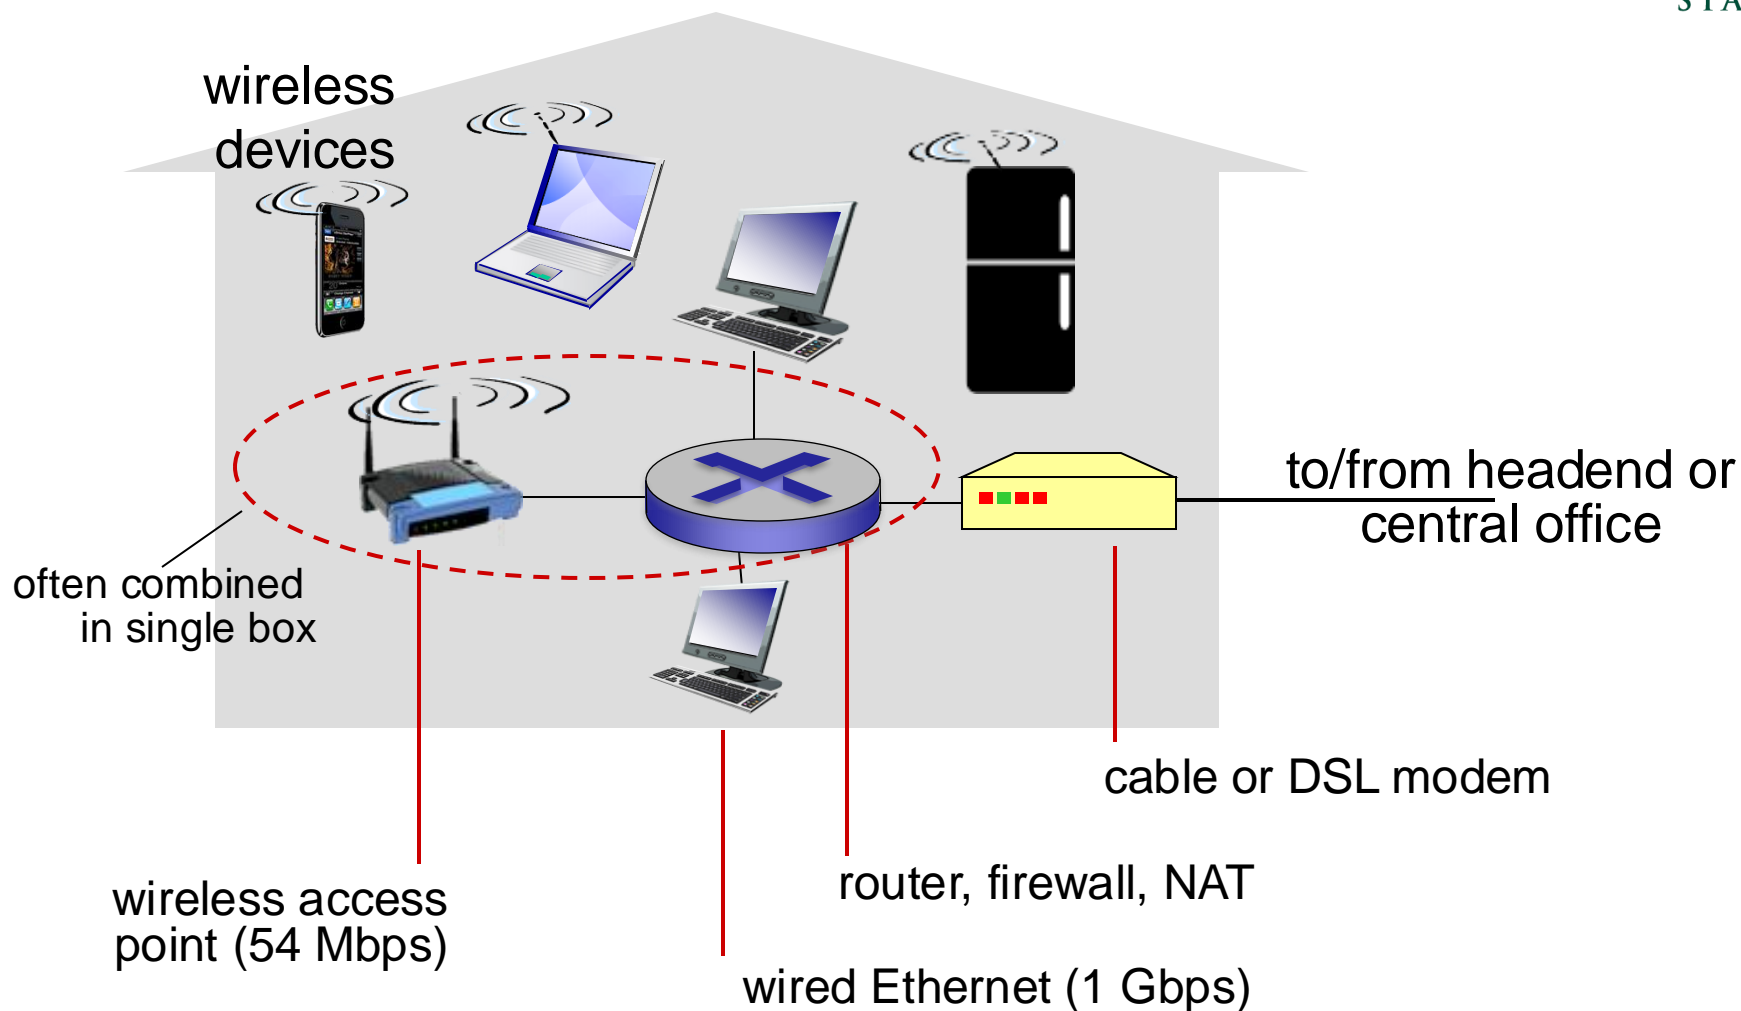 wireless
devices
to/from headend or
central office
often combined
in single box
cable or DSL modem
router, firewall, NAT
wireless access
point (54 Mbps)
wired Ethernet (1 Gbps)